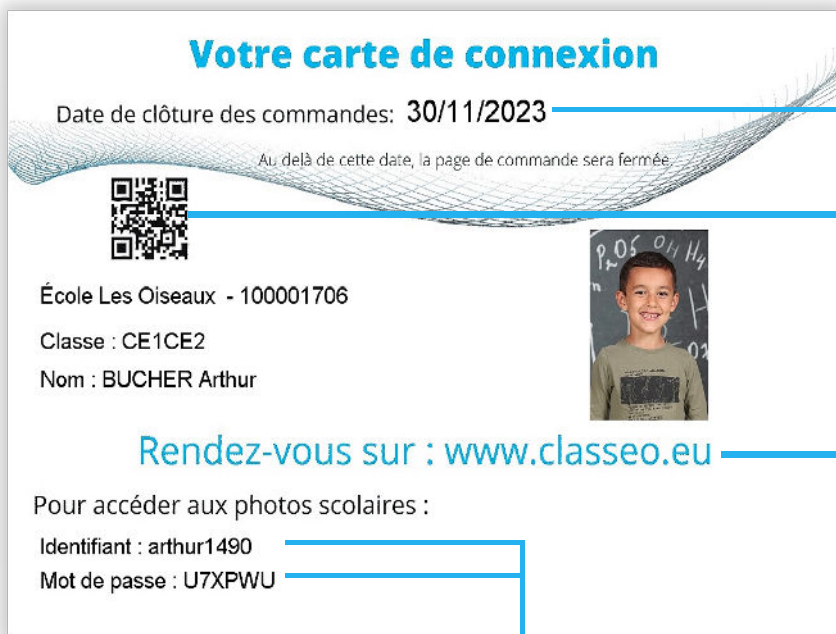 Votre carte de connexion
Date de clôture des commandes: 30/11/2023
Au delà de cette date, la page de commande sera fermée.
École Les Oiseaux - 100001706
Classe : CE1CE2
Nom : BUCHER Arthur
Rendez-vous sur : www.classeo.eu
Pour accéder aux photos scolaires :
Identifiant : arthur1490
Mot de passe : U7XPWU